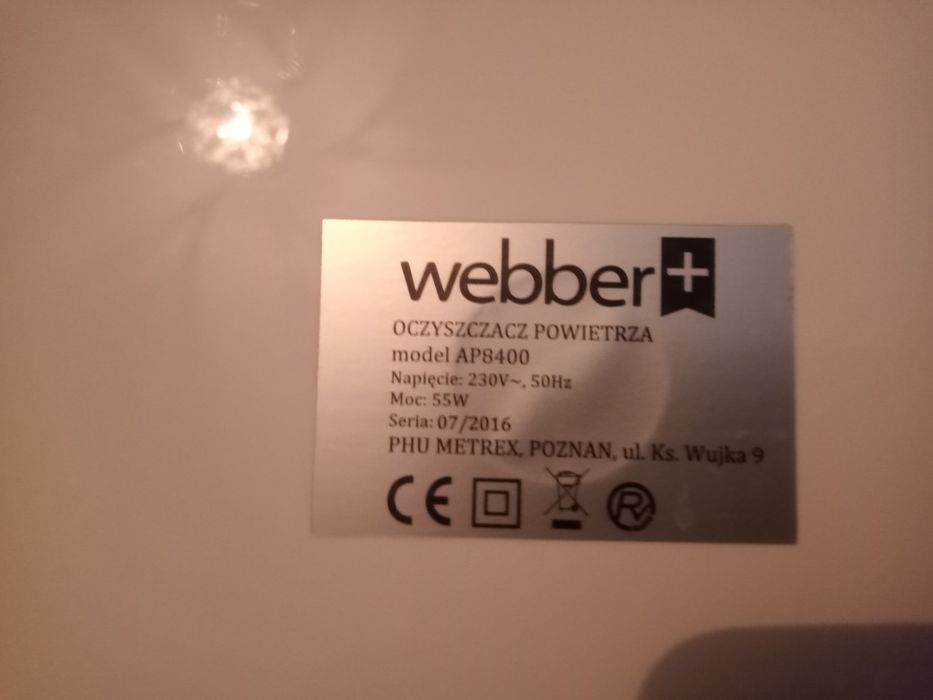 webber+
OCZYSZCZACZ POWIETRZA
model AP8400
Napięcie: 230V~, 50Hz
Moc: 55W
Seria: 07/2016
PHU METREX, POZNAN, ul. Ks. Wujka 9
CE